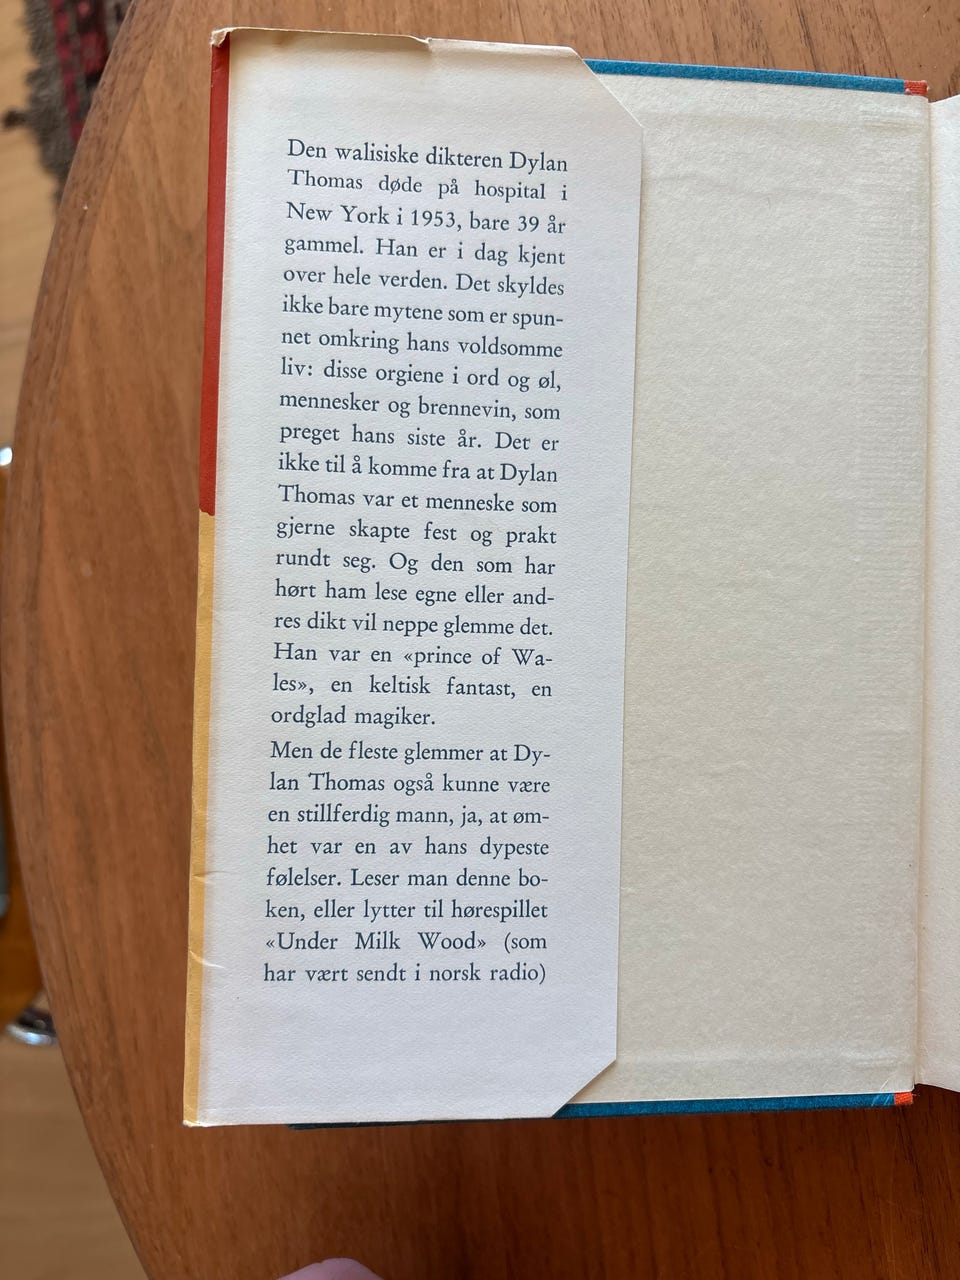 Den walisiske dikteren Dylan
Thomas døde på hospital i
New York i 1953, bare 39 år
gammel. Han er i dag kjent
over hele verden. Det skyldes
ikke bare mytene som er spun-
net omkring hans voldsomme
liv: disse orgiene i ord og øl,
mennesker og brennevin, som
preget hans siste år. Det er
ikke til å komme fra at Dylan
Thomas var et menneske som
gjerne skapte fest og prakt
rundt seg. Og den som har
hørt ham lese egne eller and-
res dikt vil neppe glemme det.
Han var en «prince of Wa-
les», en keltisk fantast, en
ordglad magiker.
Men de fleste glemmer at Dy-
lan Thomas også kunne være
en stillferdig mann, ja, at øm-
het var en av hans dypeste
følelser. Leser man denne bo-
ken, eller lytter til hørespillet
«Under Milk Wood» (som
har vært sendt i norsk radio)